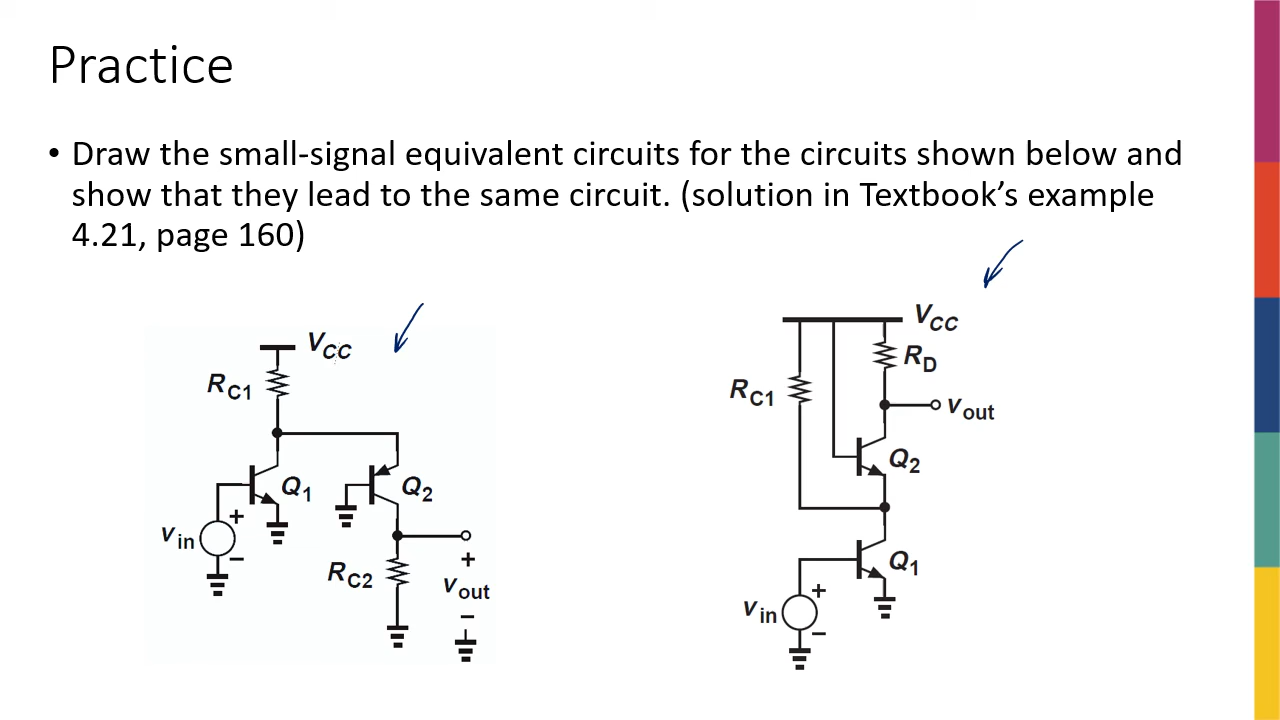 Practice
• Draw the small-signal equivalent circuits for the circuits shown below and
show that they lead to the same circuit. (solution in Textbook's example
4.21, page 160)
VCC
RC1
Q1
Q2
vin
+
−
RC2
+
vout
−
VCC
RD
RC1
vout
Q2
Q1
vin
+
−